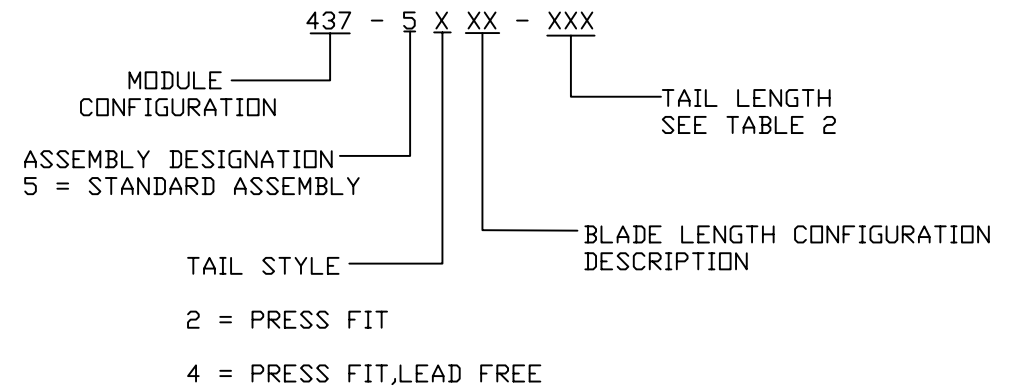 437 - 5 X XX - XXX
MODULE
CONFIGURATION
TAIL LENGTH
SEE TABLE 2
ASSEMBLY DESIGNATION
5 = STANDARD ASSEMBLY
BLADE LENGTH CONFIGURATION
DESCRIPTION
TAIL STYLE
2 = PRESS FIT
4 = PRESS FIT,LEAD FREE